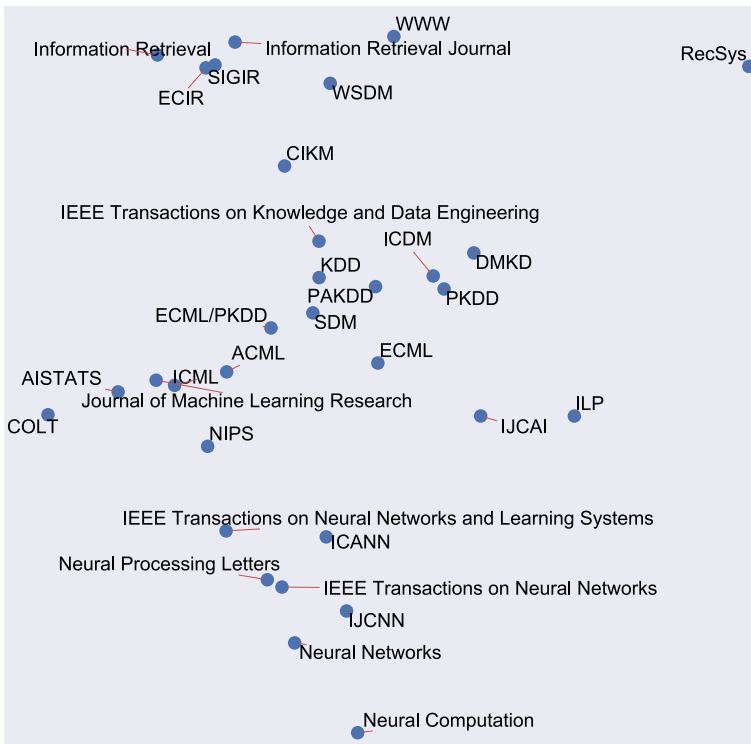 WWW
Information Retrieval
Information Retrieval Journal
RecSys
SIGIR
ECIR
WSDM
CIKM
IEEE Transactions on Knowledge and Data Engineering
ICDM
KDD
DMKD
PAKDD
PKDD
ECML/PKDD
SDM
ACML
ECML
AISTATS
ICML
Journal of Machine Learning Research
ILP
COLT
NIPS
IJCAI
IEEE Transactions on Neural Networks and Learning Systems
ICANN
Neural Processing Letters
IEEE Transactions on Neural Networks
IJCNN
Neural Networks
Neural Computation